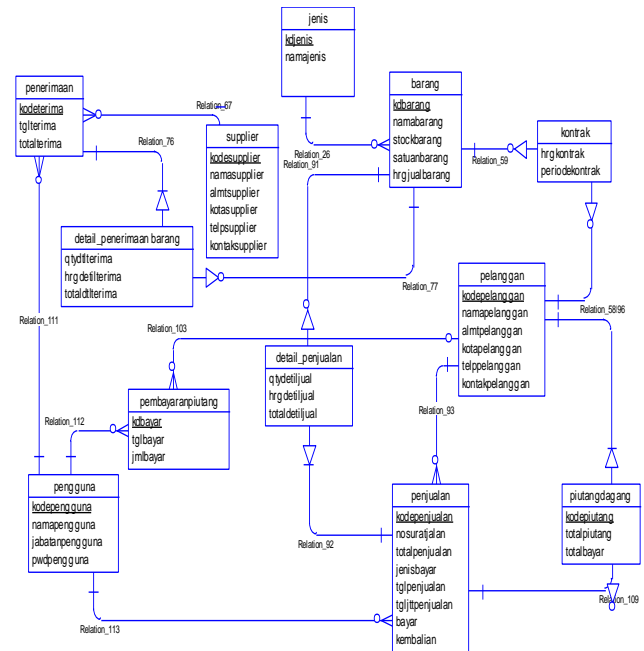 jenis
kdjenis
namajenis
penerimaan
kodeterima
tglterima
totalterima
Relation_67
supplier
kodesupplier
namasupplier
almtsupplier
kotasupplier
telpsupplier
kontaksupplier
barang
kdbarang
namabarang
stockbarang
satuanbarang
hrgjualbarang
kontrak
hrgkontrak
periodekontrak
Relation_76
Relation_91
Relation_26
Relation_59
detail_penerimaan barang
qtydtlterima
hrgdetilterima
totaldtlterima
Relation_77
pelanggan
kodepelanggan
namapelanggan
almtpelanggan
kotapelanggan
telppelanggan
kontakpelanggan
Relation_111
Relation_103
Relation_5896
detail_penjualan
qtydetiljual
hrgdetiljual
totaldetiljual
pembayaranpiutang
kdbayar
tglbayar
jmlbayar
Relation_93
Relation_112
pengguna
kodepengguna
namapengguna
jabatanpengguna
pwdpengguna
penjualan
kodepenjualan
nosuratjalan
totalpenjualan
jenisbayar
tglpenjualan
tgljttpenjualan
bayar
kembalian
piutangdagang
kodepiutang
totalpiutang
totalbayar
Relation_92
Relation_109
Relation_113